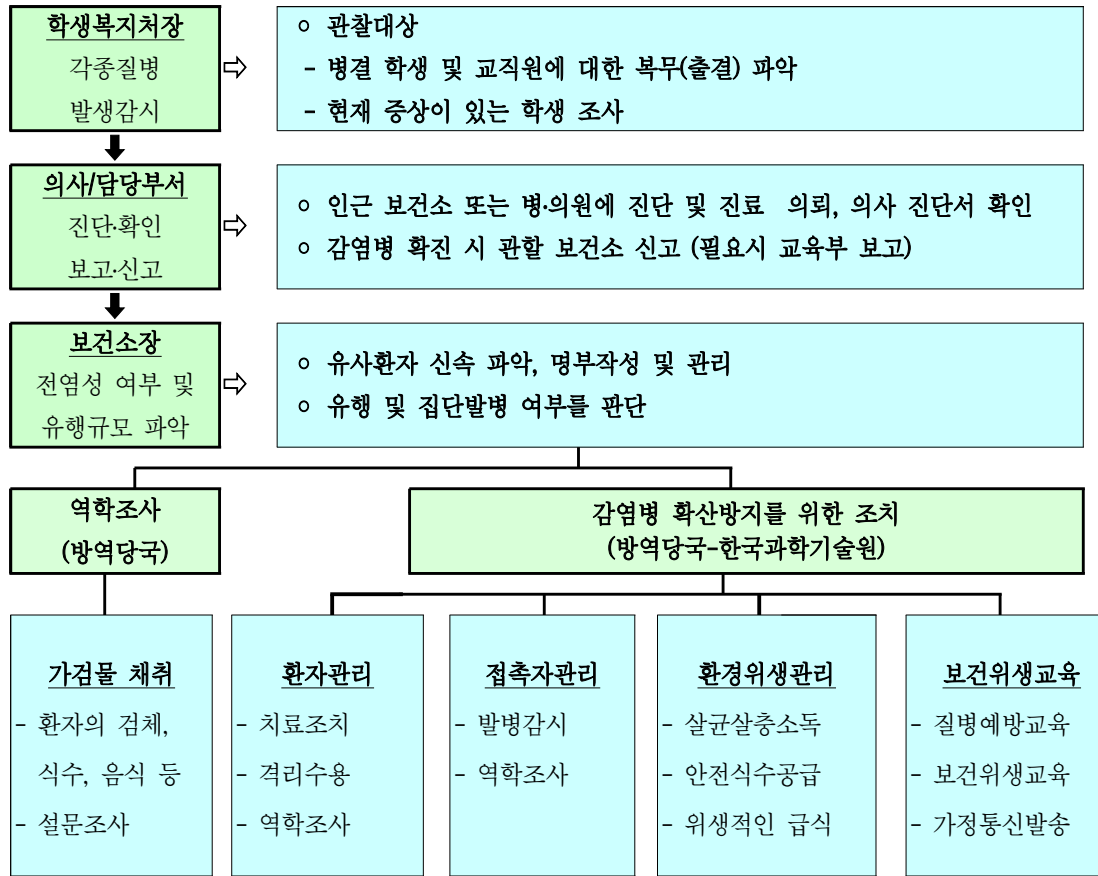 학생복지처장
각종질병
발생감시
⇨
○ 관찰대상
- 병결 학생 및 교직원에 대한 복무(출결) 파악
- 현재 증상이 있는 학생 조사
의사/담당부서
진단·확인
보고·신고
⇨
○ 인근 보건소 또는 병·의원에 진단 및 진료 의뢰, 의사 진단서 확인
○ 감염병 확진 시 관할 보건소 신고 (필요시 교육부 보고)
보건소장
전염성 여부 및
유행규모 파악
⇨
○ 유사환자 신속 파악, 명부작성 및 관리
○ 유행 및 집단발병 여부를 판단
역학조사
(방역당국)
감염병 확산방지를 위한 조치
(방역당국-한국과학기술원)
가검물 채취
- 환자의 검체,
식수, 음식 등
- 설문조사
환자관리
- 치료조치
- 격리수용
- 역학조사
접촉자관리
- 발병감시
- 역학조사
환경위생관리
- 살균살충소독
- 안전식수공급
- 위생적인 급식
보건위생교육
- 질병예방교육
- 보건위생교육
- 가정통신발송